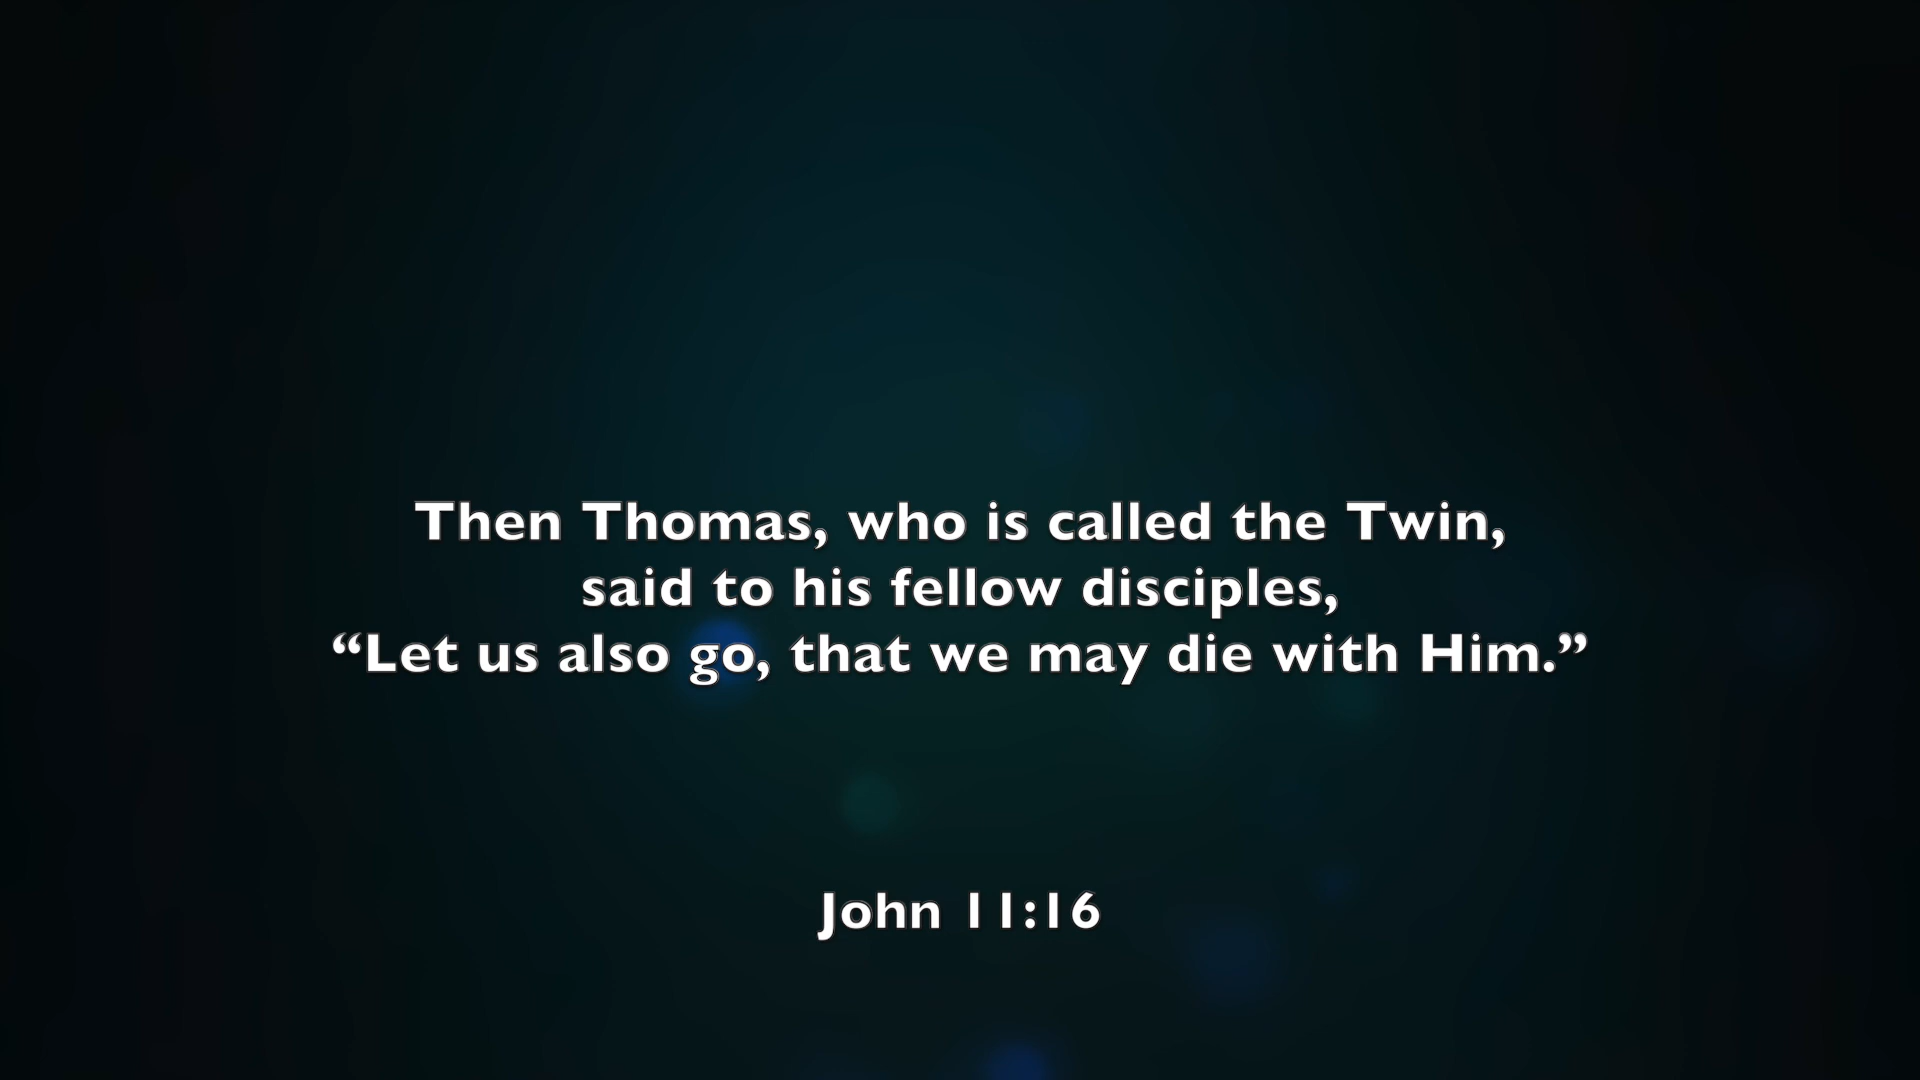 Then Thomas, who is called the Twin,
said to his fellow disciples,
“Let us also go, that we may die with Him.”
John 11:16